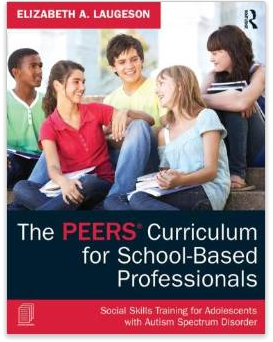 ELIZABETH A. LAUGESON
The PEERS® Curriculum
for School-Based
Professionals
Social Skills Training for Adolescents
with Autism Spectrum Disorder